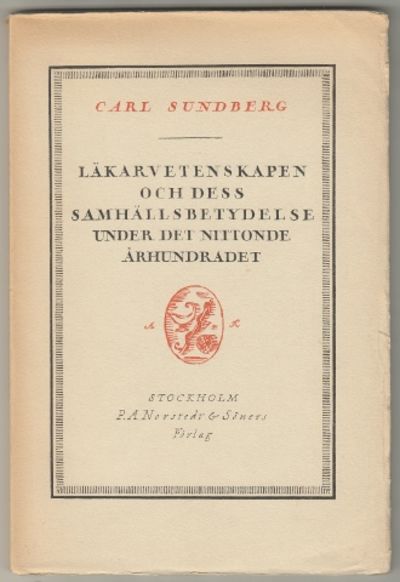 CARL SUNDBERG
LÄKARVETENSKAPEN
OCH DESS
SAMHÄLLSBETYDELSE
UNDER DET NITTONDE
ÅRHUNDRADET
STOCKHOLM
P. A. Norstedt & Söners
Förlag